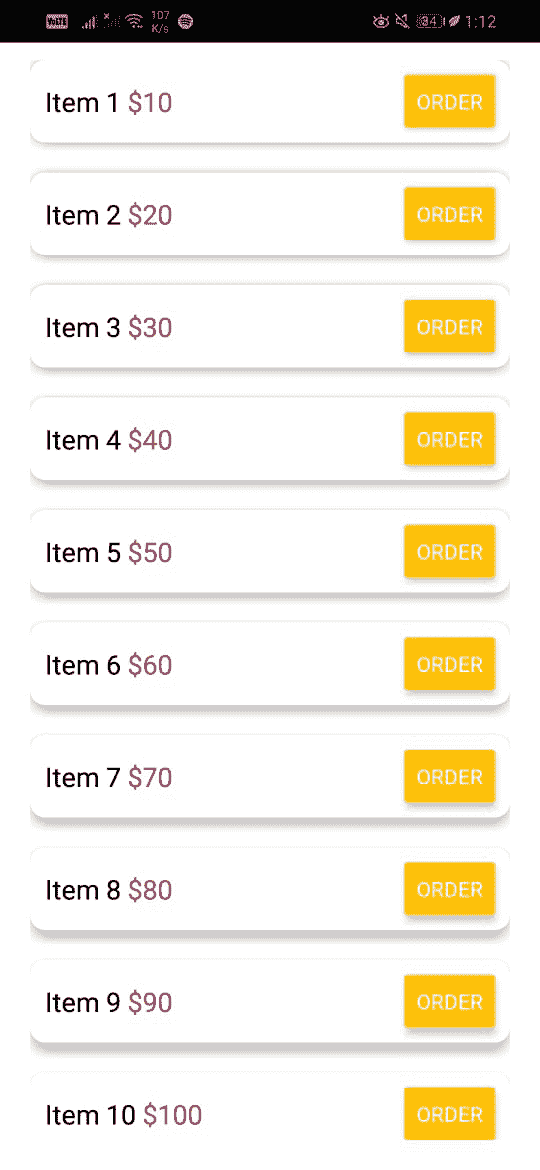 VoLTE 107 K/s 84 1:12
Item 1 $10 ORDER
Item 2 $20 ORDER
Item 3 $30 ORDER
Item 4 $40 ORDER
Item 5 $50 ORDER
Item 6 $60 ORDER
Item 7 $70 ORDER
Item 8 $80 ORDER
Item 9 $90 ORDER
Item 10 $100 ORDER